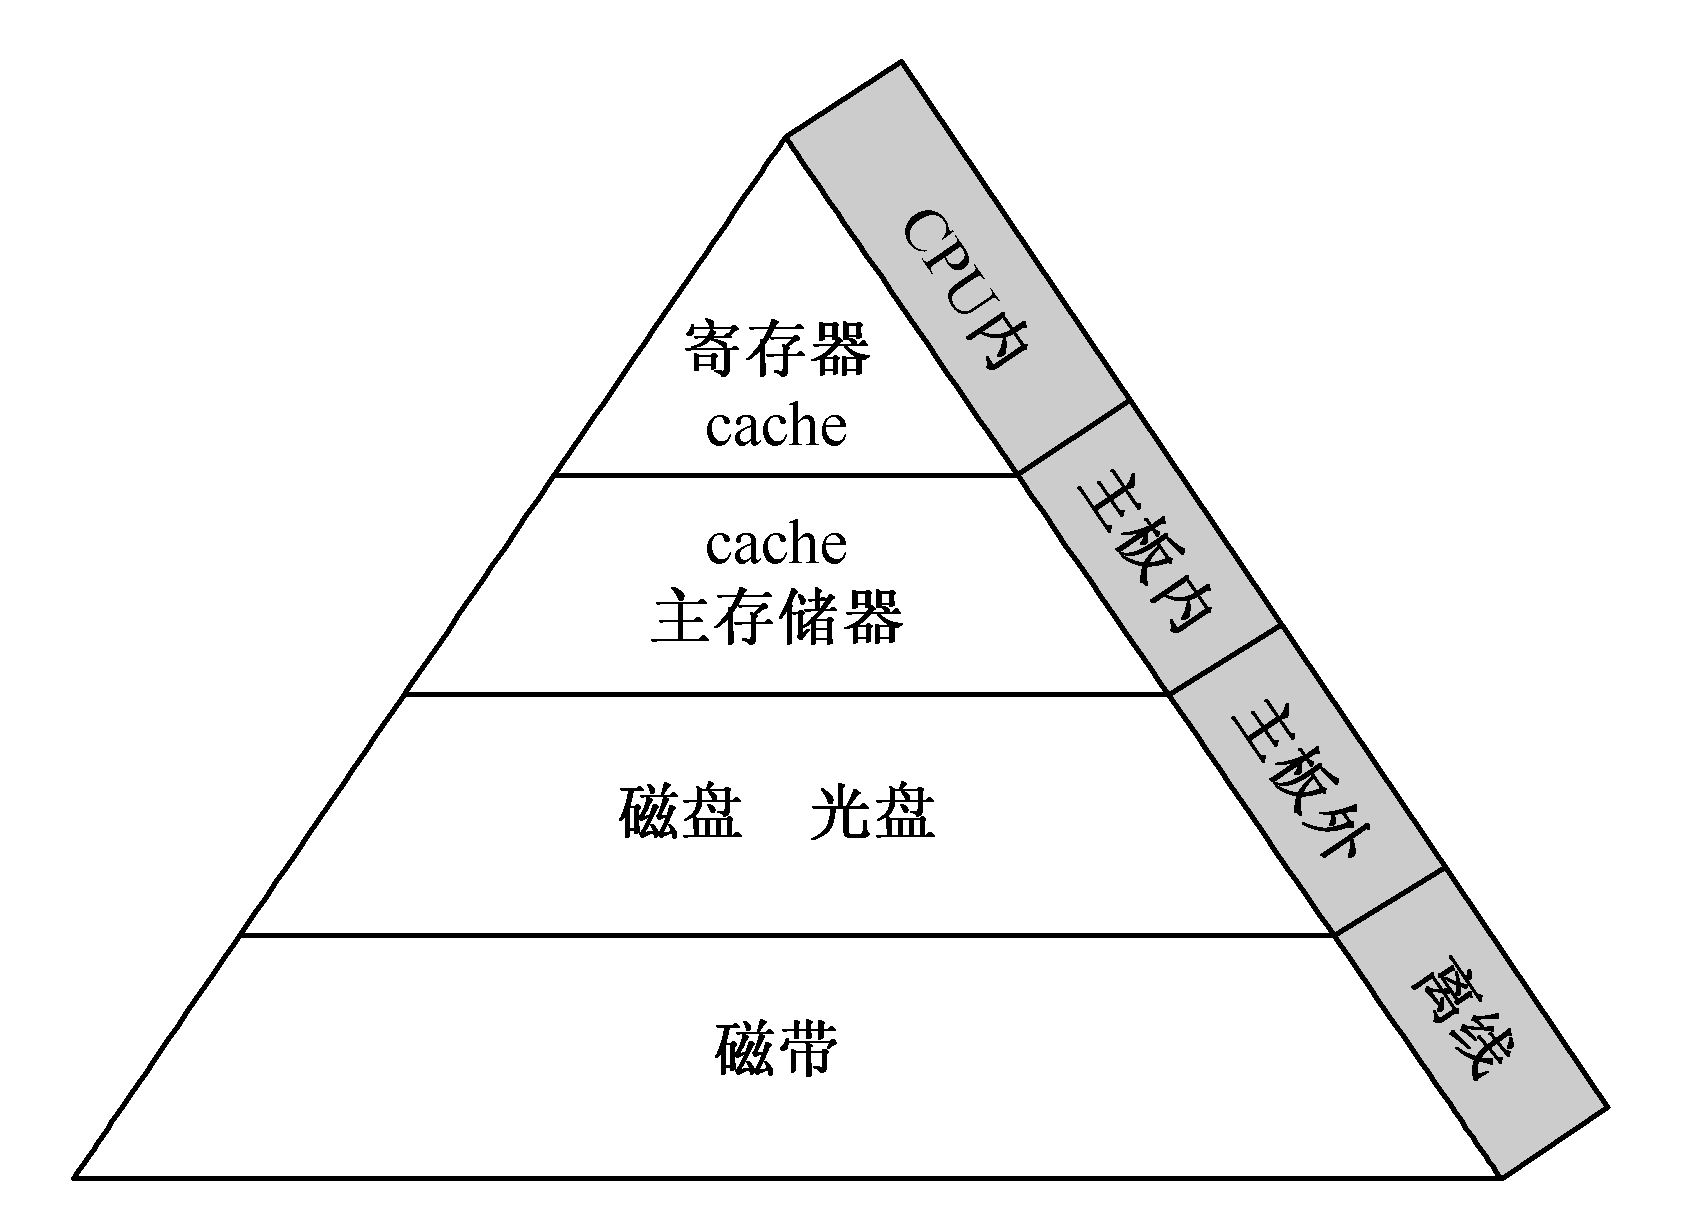 CPU内
寄存器
cache
主板内
cache
主存储器
主板外
磁盘 光盘
离线
磁带